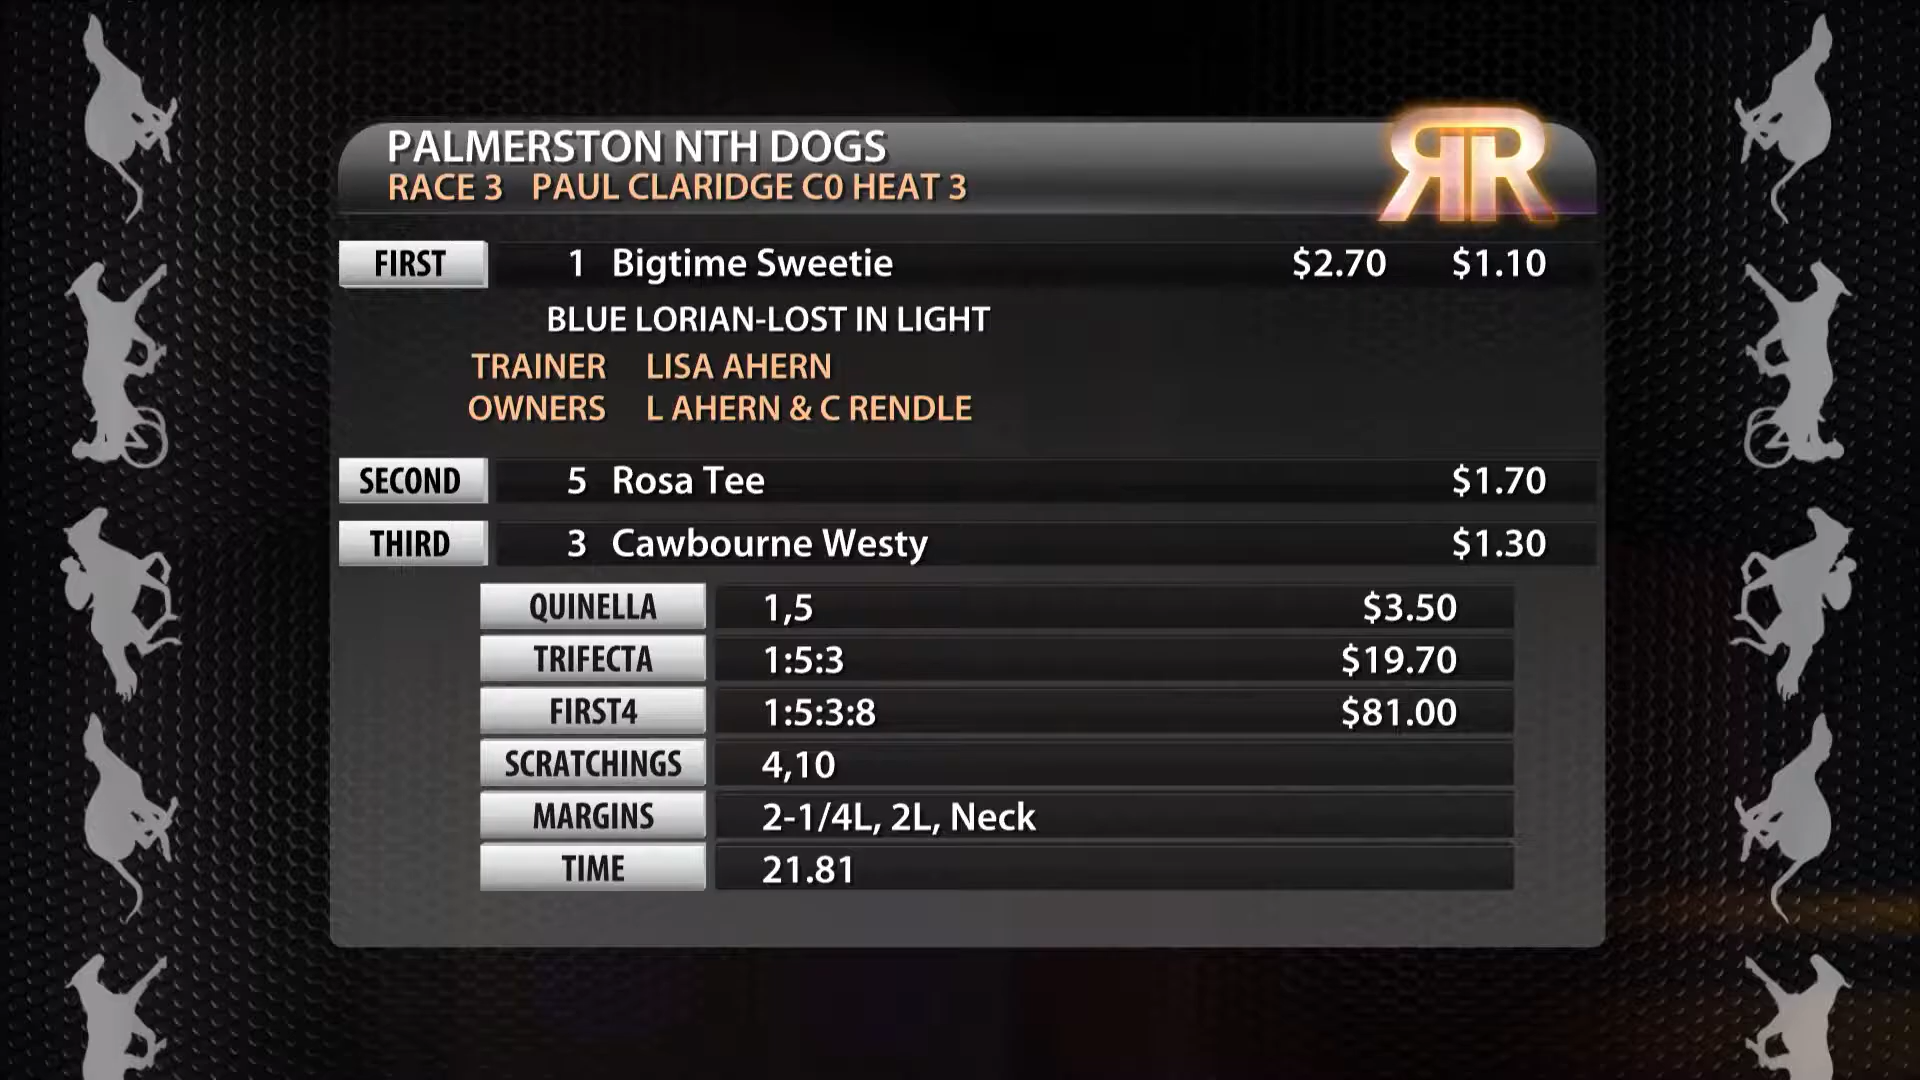 PALMERSTON NTH DOGS
RACE 3 PAUL CLARIDGE C0 HEAT 3
RR
FIRST 1 Bigtime Sweetie $2.70 $1.10
BLUE LORIAN-LOST IN LIGHT
TRAINER LISA AHERN
OWNERS L AHERN & C RENDLE
SECOND 5 Rosa Tee $1.70
THIRD 3 Cawbourne Westy $1.30
QUINELLA 1,5 $3.50
TRIFECTA 1:5:3 $19.70
FIRST4 1:5:3:8 $81.00
SCRATCHINGS 4,10
MARGINS 2-1/4L, 2L, Neck
TIME 21.81